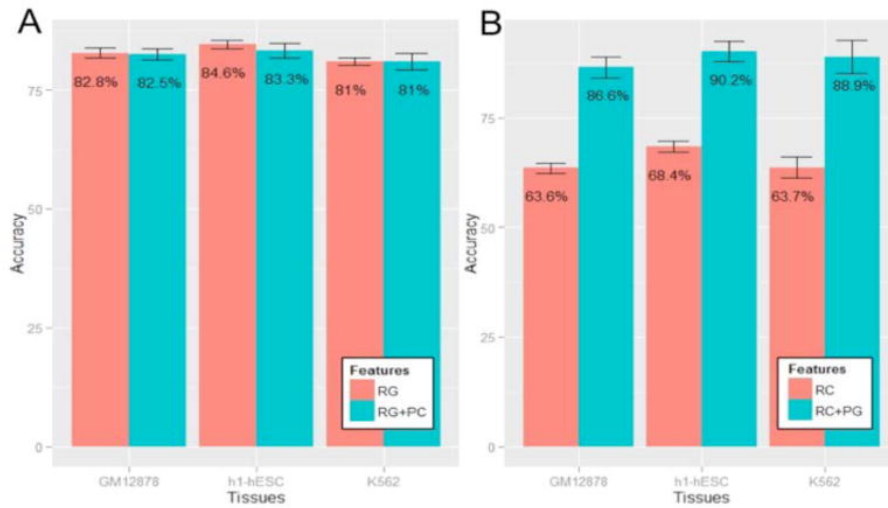 A
Accuracy
75
50
25
0
82.8%
82.5%
84.6%
83.3%
81%
81%
Features
RG
RG+PC
GM12878
h1-hESC
K562
Tissues
B
Accuracy
75
50
25
0
63.6%
86.6%
68.4%
90.2%
63.7%
88.9%
Features
RC
RC+PG
GM12878
h1-hESC
K562
Tissues